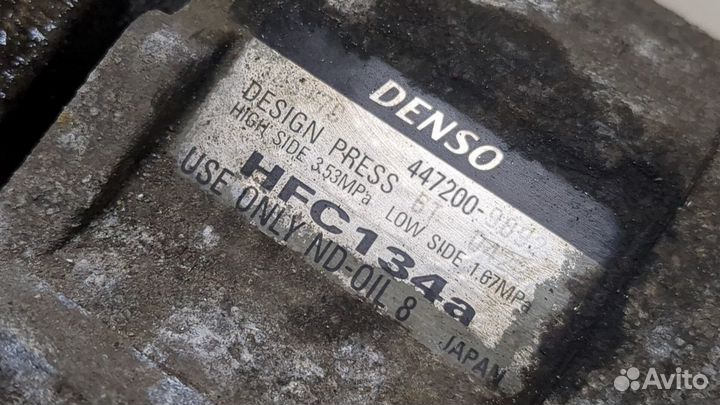 DENSO
447200-
DESIGN PRESS
HIGH SIDE 3.53MPa LOW SIDE 1.67MPa
HFC134a
USE ONLY ND-OIL 8
JAPAN
Avito